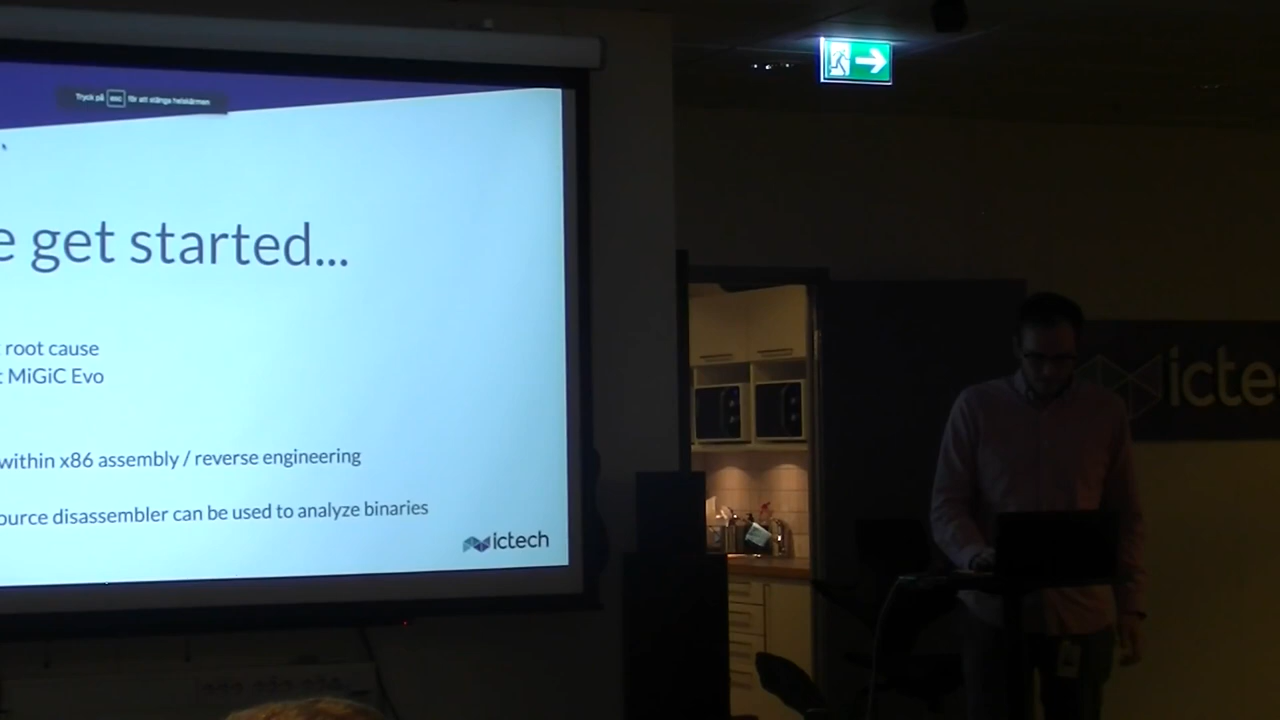 Tryck på esc för att stänga helskärmen
e get started...
root cause
MiGiC Evo
within x86 assembly / reverse engineering
ource disassembler can be used to analyze binaries
ictech
icte